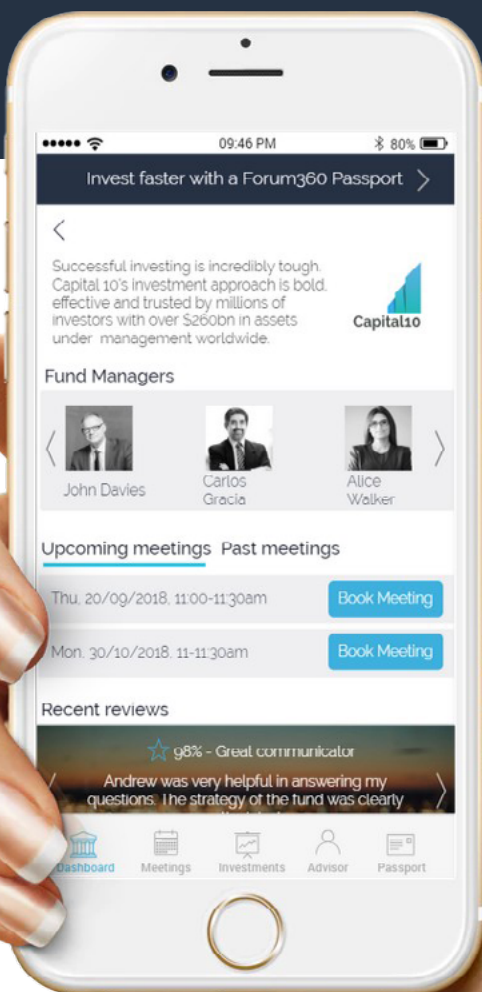 09:46 PM
80%
Invest faster with a Forum360 Passport
Successful investing is incredibly tough.
Capital 10's investment approach is bold,
effective and trusted by millions of
investors with over $260bn in assets
under management worldwide.
Capital10
Fund Managers
John Davies
Carlos
Gracia
Alice
Walker
Upcoming meetings Past meetings
Thu, 20/09/2018, 11:00-11:30am
Book Meeting
Mon, 30/10/2018, 11-11:30am
Book Meeting
Recent reviews
98% - Great communicator
Andrew was very helpful in answering my
questions. The strategy of the fund was clearly
Dashboard
Meetings
Investments
Advisor
Passport